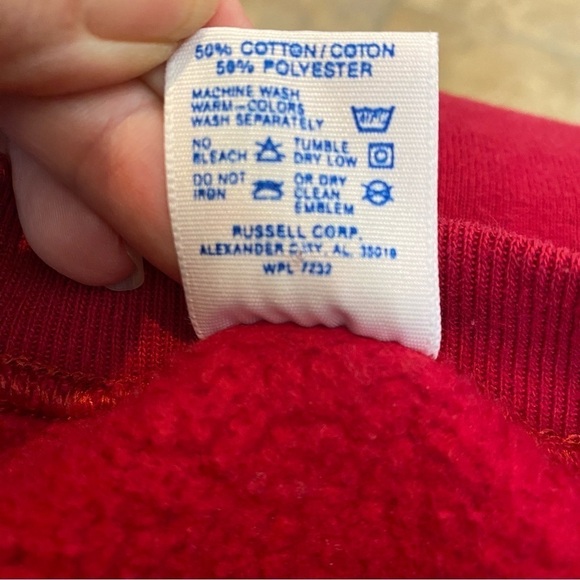 50% COTTON/COTON
50% POLYESTER
MACHINE WASH
WARM-COLORS
WASH SEPARATELY
NO BLEACH TUMBLE DRY LOW
DO NOT IRON OR DRY CLEAN EMBLEM
RUSSELL CORP.
ALEXANDER CITY, AL. 35010
WPL 7232